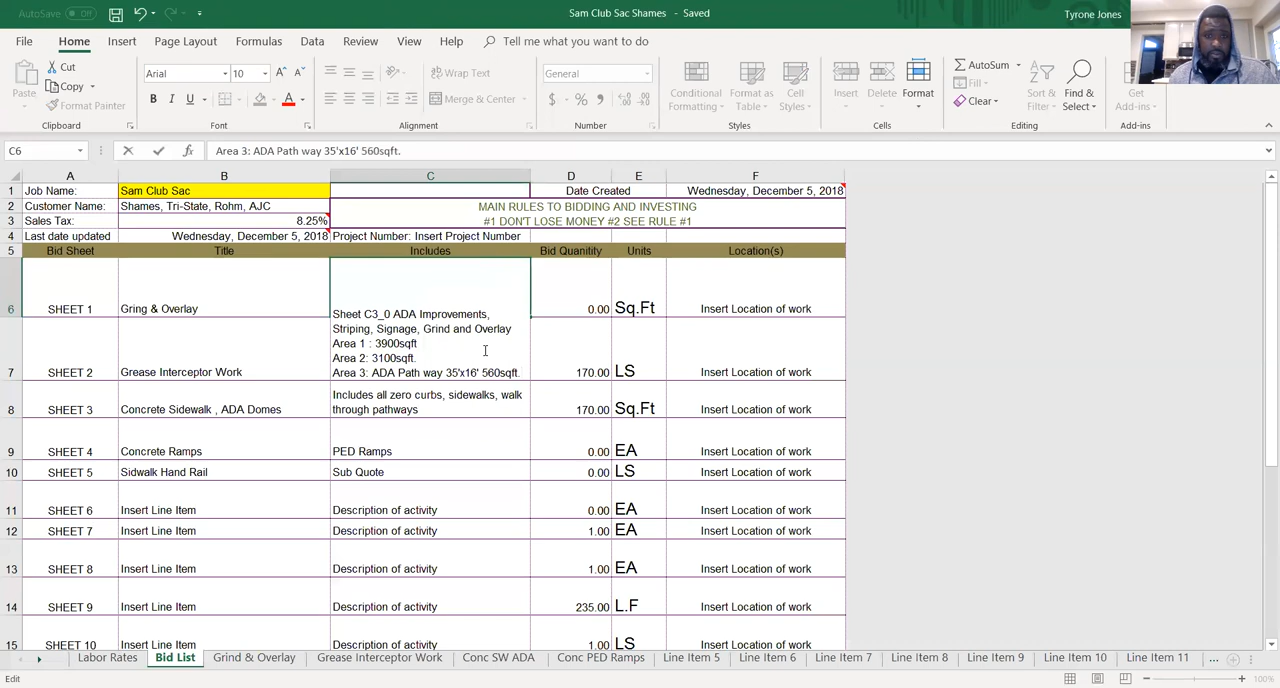 AutoSave Off
Sam Club Sac Shames - Saved
Tyrone Jones
File Home Insert Page Layout Formulas Data Review View Help Tell me what you want to do
Cut
Copy
Format Painter
Paste
Clipboard
Arial 10
B I U
Font
Wrap Text
Merge & Center
Alignment
General
$ % ,
Number
Conditional Formatting
Format as Table
Cell Styles
Styles
Insert Delete Format
Cells
AutoSum
Fill
Clear
Sort & Filter
Find & Select
Editing
Get Add-ins
Add-ins
C6 fx Area 3: ADA Path way 35'x16' 560sqft.
A B C D E F
1 Job Name: Sam Club Sac Date Created Wednesday, December 5, 2018
2 Customer Name: Shames, Tri-State, Rohm, AJC MAIN RULES TO BIDDING AND INVESTING
3 Sales Tax: 8.25% #1 DON'T LOSE MONEY #2 SEE RULE #1
4 Last date updated Wednesday, December 5, 2018 Project Number: Insert Project Number
5 Bid Sheet Title Includes Bid Quanitity Units Location(s)
6 SHEET 1 Gring & Overlay 0.00 Sq.Ft Insert Location of work
Sheet C3_0 ADA Improvements,
Striping, Signage, Grind and Overlay
Area 1 : 3900sqft
Area 2: 3100sqft.
Area 3: ADA Path way 35'x16' 560sqft.
7 SHEET 2 Grease Interceptor Work 170.00 LS Insert Location of work
Includes all zero curbs, sidewalks, walk
through pathways
8 SHEET 3 Concrete Sidewalk , ADA Domes 170.00 Sq.Ft Insert Location of work
9 SHEET 4 Concrete Ramps PED Ramps 0.00 EA Insert Location of work
10 SHEET 5 Sidwalk Hand Rail Sub Quote 0.00 LS Insert Location of work
11 SHEET 6 Insert Line Item Description of activity 0.00 EA Insert Location of work
12 SHEET 7 Insert Line Item Description of activity 1.00 EA Insert Location of work
13 SHEET 8 Insert Line Item Description of activity 1.00 EA Insert Location of work
14 SHEET 9 Insert Line Item Description of activity 235.00 L.F Insert Location of work
15 SHEET 10 Insert Line Item Description of activity 1.00 LS Insert Location of work
Labor Rates Bid List Grind & Overlay Grease Interceptor Work Conc SW ADA Conc PED Ramps Line Item 5 Line Item 6 Line Item 7 Line Item 8 Line Item 9 Line Item 10 Line Item 11 ...
Edit 100%